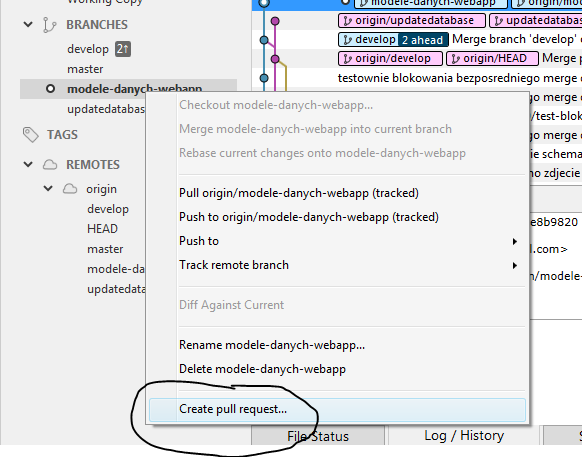 Working Copy
modele-danych-webapp origin/mo
BRANCHES
origin/updatedatabase updatedatabas
develop 2↑
develop 2 ahead Merge branch 'develop'
master
origin/develop origin/HEAD Merge
modele-danych-webapp
testownie blokowania bezposredniego merge
updatedatabas
go merge
Checkout modele-danych-webapp...
/test-blok
Merge modele-danych-webapp into current branch
go merge
TAGS
Rebase current changes onto modele-danych-webapp
ie schema
REMOTES
no zdjecie
origin
Pull origin/modele-danych-webapp (tracked)
develop
Push to origin/modele-danych-webapp (tracked)
e8b9820
HEAD
Push to
.com>
master
Track remote branch
modele-da
n/modele-
updatedata
Diff Against Current
Rename modele-danych-webapp...
Delete modele-danych-webapp
Create pull request...
File Status
Log / History
S